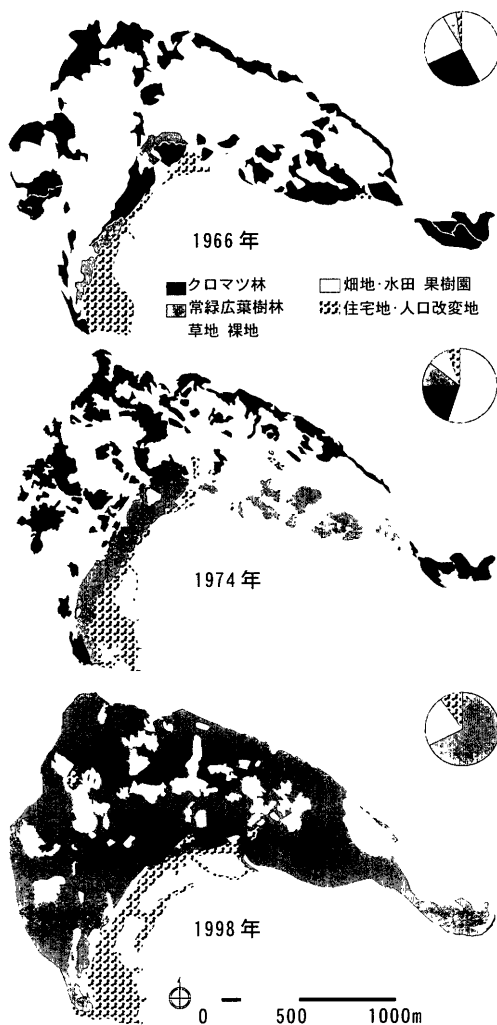 1966年
クロマツ林
畑地・水田 果樹園
常緑広葉樹林
住宅地・人口改変地
草地 裸地
1974年
1998年
0 500 1000m